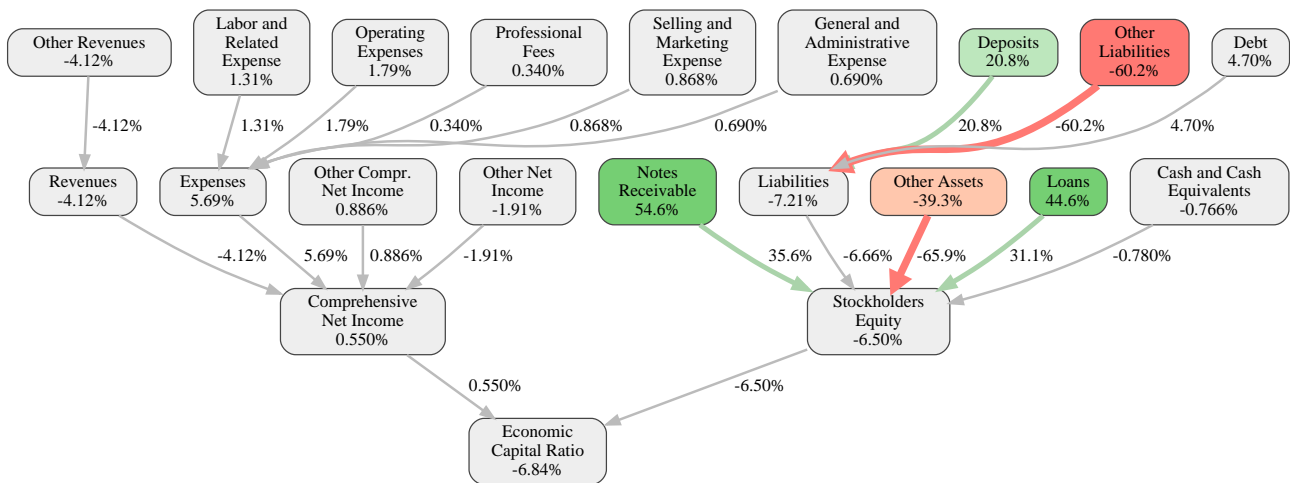 Other Revenues
-4.12%
Labor and
Related
Expense
1.31%
Operating
Expenses
1.79%
Professional
Fees
0.340%
Selling and
Marketing
Expense
0.868%
General and
Administrative
Expense
0.690%
Deposits
20.8%
Other
Liabilities
-60.2%
Debt
4.70%
-4.12%
1.31%
1.79%
0.340%
0.868%
0.690%
20.8%
-60.2%
4.70%
Revenues
-4.12%
Expenses
5.69%
Other Compr.
Net Income
0.886%
Other Net
Income
-1.91%
Notes
Receivable
54.6%
Liabilities
-7.21%
Other Assets
-39.3%
Loans
44.6%
Cash and Cash
Equivalents
-0.766%
-4.12%
5.69%
0.886%
-1.91%
35.6%
-6.66%
-65.9%
31.1%
-0.780%
Comprehensive
Net Income
0.550%
Stockholders
Equity
-6.50%
0.550%
-6.50%
Economic
Capital Ratio
-6.84%